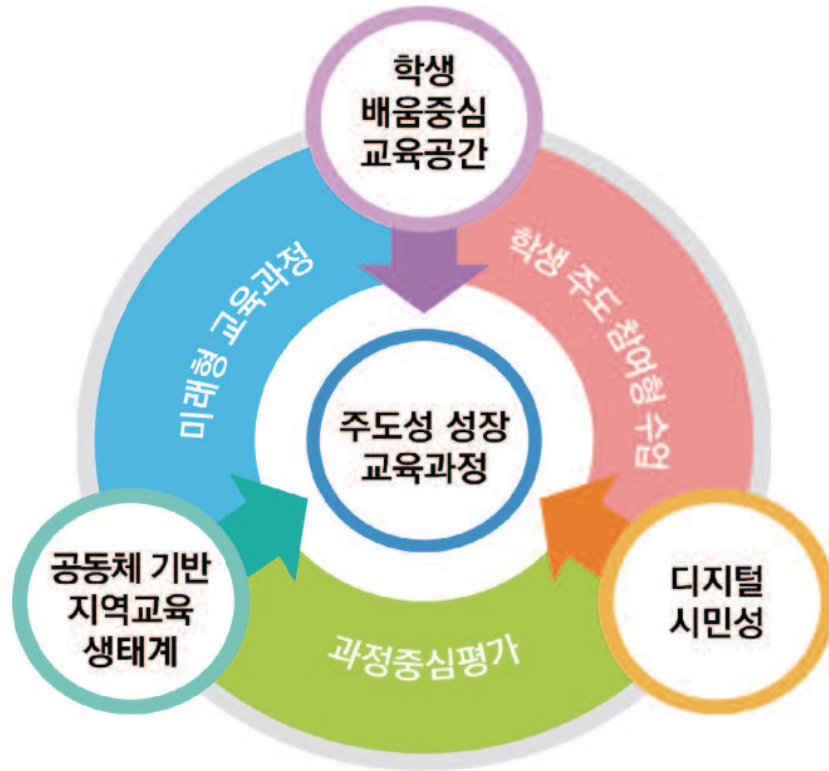 학생
배움중심
교육공간
미래형 교육과정
학생 주도 참여형 수업
주도성 성장
교육과정
공동체 기반
지역교육
생태계
디지털
시민성
과정중심평가